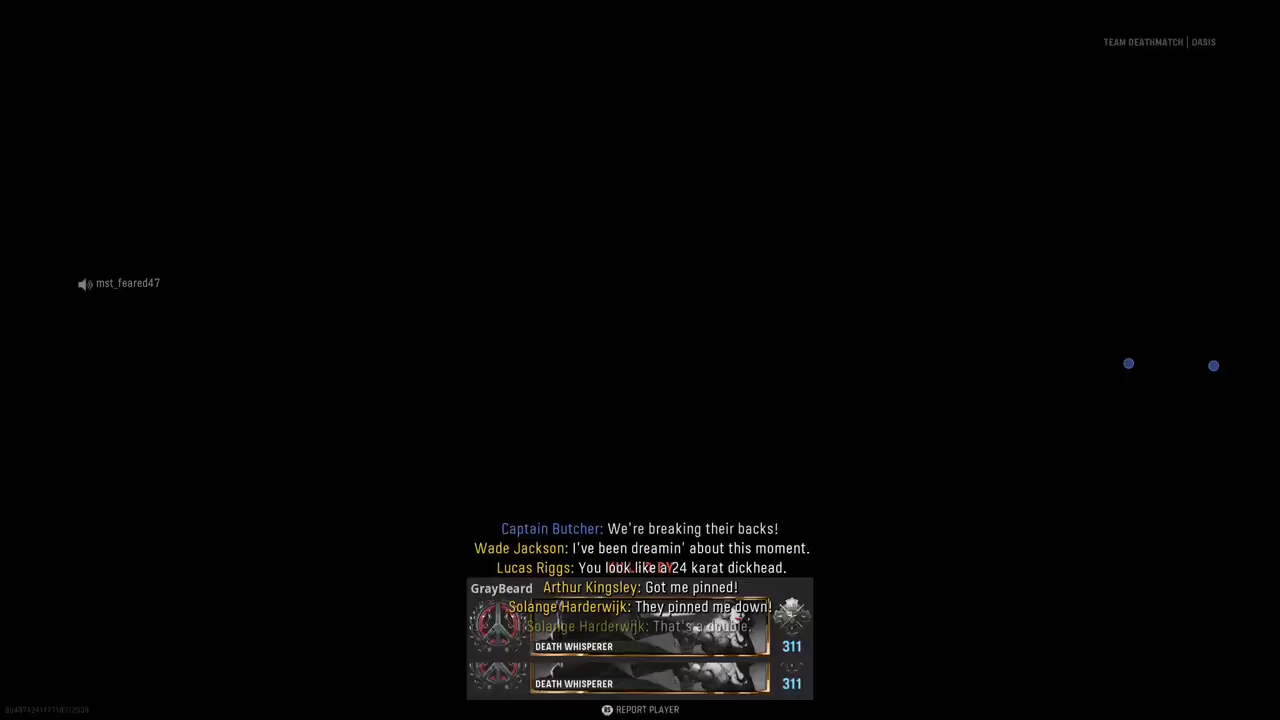 TEAM DEATHMATCH | OASIS
mst_feared47
Captain Butcher: We're breaking their backs!
Wade Jackson: I've been dreamin' about this moment.
Lucas Riggs: You look like a 24 karat dickhead.
GrayBeard
Arthur Kingsley: Got me pinned!
Solange Harderwijk: They pinned me down!
Solange Harderwijk: That's a double.
DEATH WHISPERER
311
DEATH WHISPERER
311
RS REPORT PLAYER